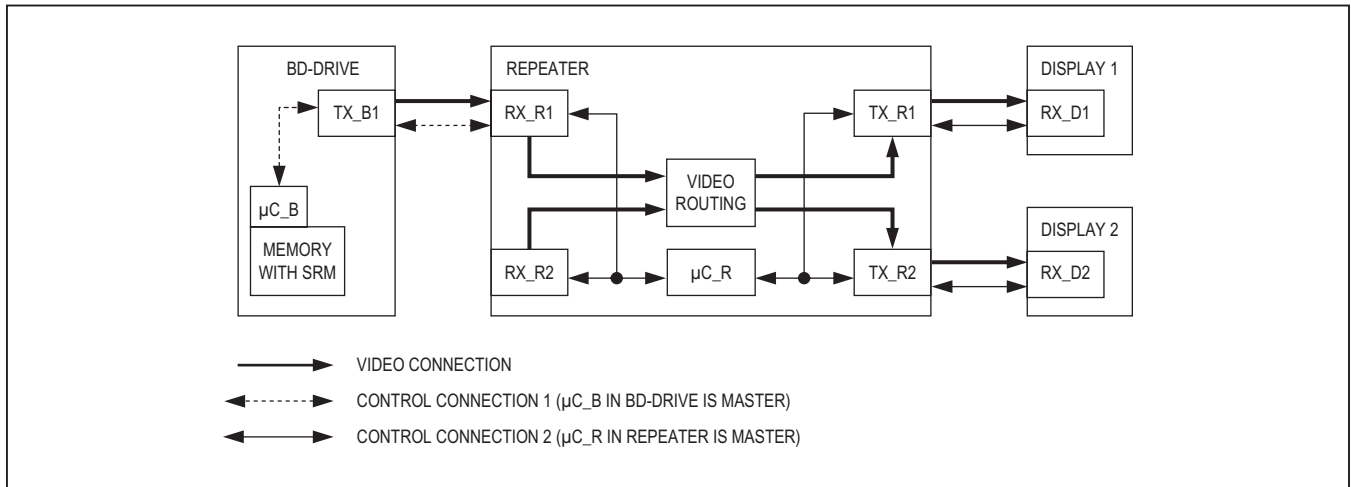 BD-DRIVE
TX_B1
µC_B
MEMORY
WITH SRM
REPEATER
RX_R1
RX_R2
VIDEO
ROUTING
µC_R
TX_R1
TX_R2
DISPLAY 1
RX_D1
DISPLAY 2
RX_D2
VIDEO CONNECTION
CONTROL CONNECTION 1 (µC_B IN BD-DRIVE IS MASTER)
CONTROL CONNECTION 2 (µC_R IN REPEATER IS MASTER)